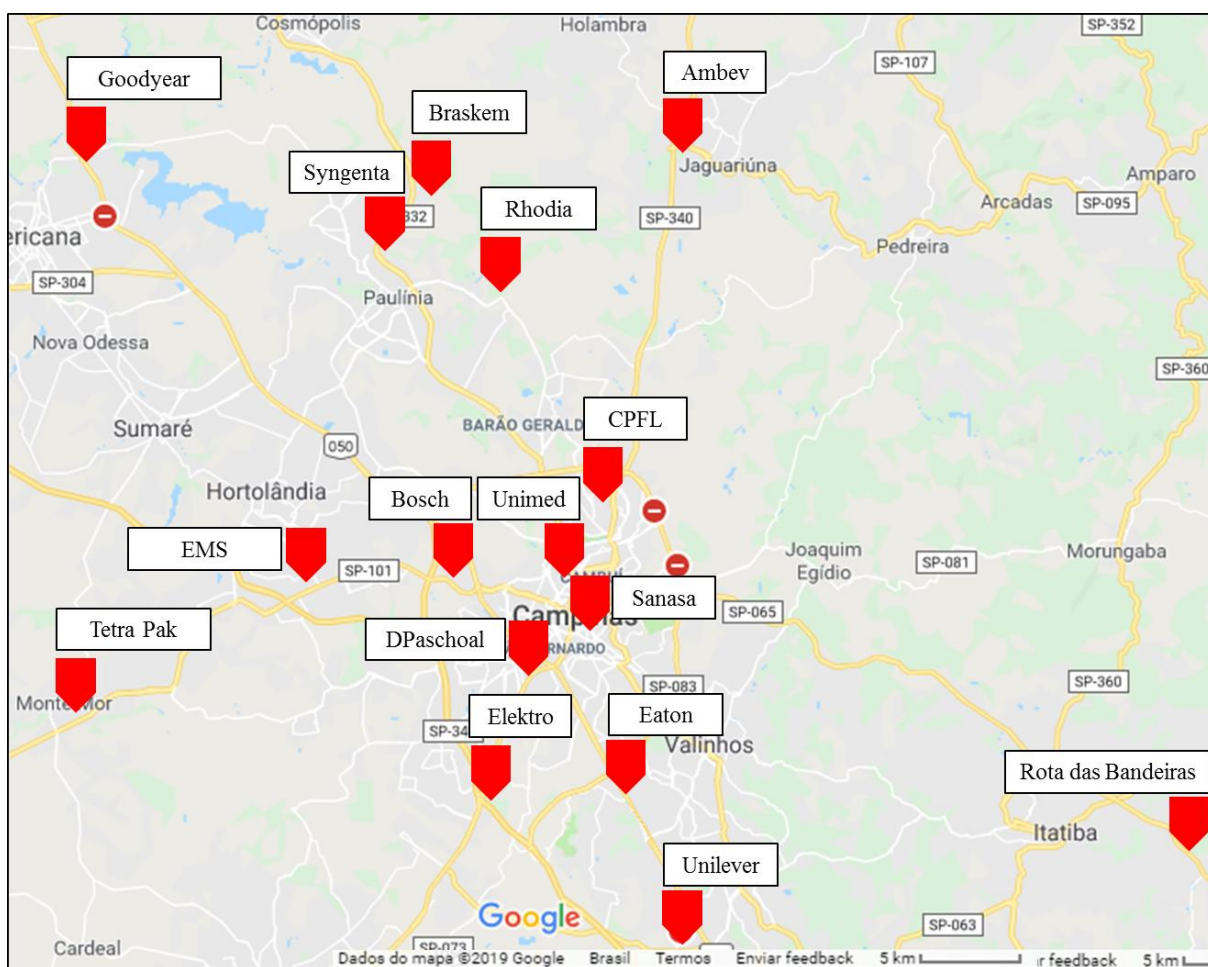 Cosmópolis
Holambra
SP-352
Goodyear
Ambev
SP-107
Braskem
Syngenta
Jaguariúna
Amparo
Rhodia
332
Arcadas
SP-095
SP-340
ericana
Pedreira
SP-304
Paulínia
Nova Odessa
SP-360
CPFL
BARÃO GERALD
Sumaré
050
Hortolândia
Bosch
Unimed
EMS
SP-101
Joaquim
Egídio
SP-081
Morungaba
Sanasa
SP-065
Tetra Pak
DPaschoal
SP-083
SP-360
Elektro
Eaton
SP-34
Valinhos
Rota das Bandeiras
Itatiba
Unilever
Google
SP-063
Cardeal
SP-073
Dados do mapa ©2019 Google Brasil Termos Enviar feedback 5 km r feedback 5 km